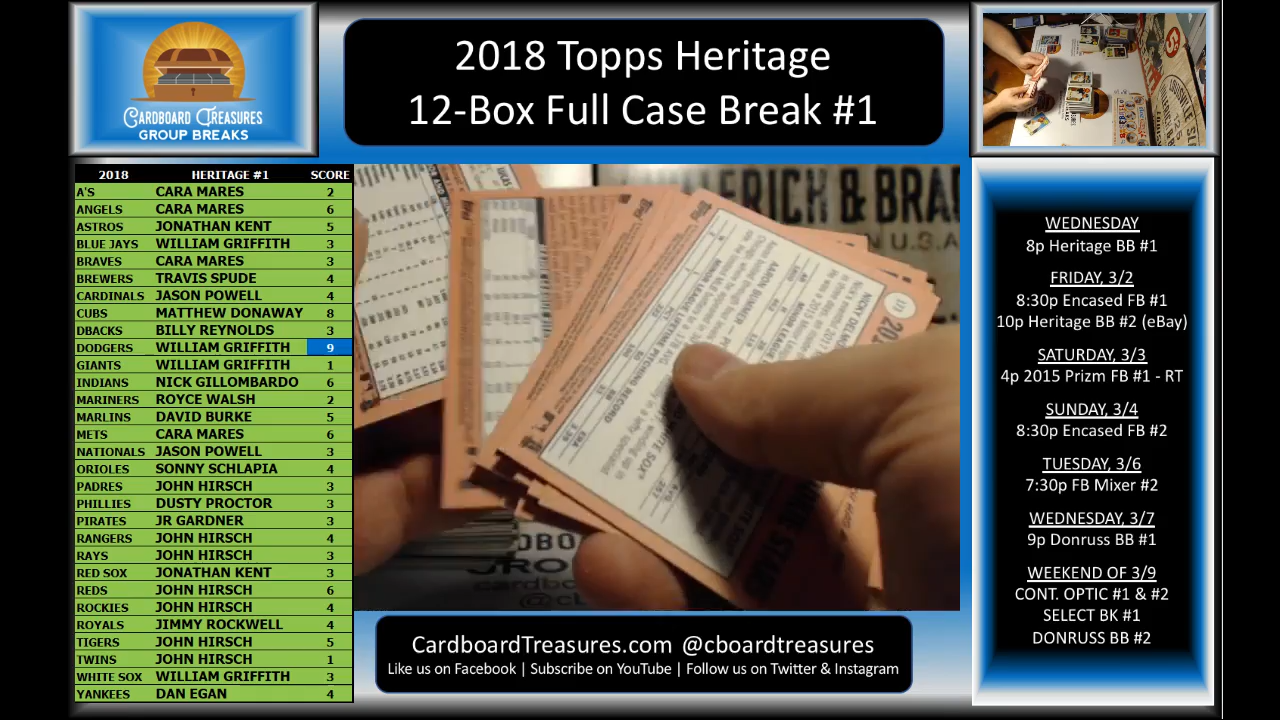 CARDBOARD TREASURES
GROUP BREAKS
2018 Topps Heritage
12-Box Full Case Break #1
2018 HERITAGE #1 SCORE
A'S CARA MARES 2
ANGELS CARA MARES 6
ASTROS JONATHAN KENT 5
BLUE JAYS WILLIAM GRIFFITH 3
BRAVES CARA MARES 3
BREWERS TRAVIS SPUDE 4
CARDINALS JASON POWELL 4
CUBS MATTHEW DONAWAY 8
DBACKS BILLY REYNOLDS 3
DODGERS WILLIAM GRIFFITH 9
GIANTS WILLIAM GRIFFITH 1
INDIANS NICK GILLOMBARDO 6
MARINERS ROYCE WALSH 2
MARLINS DAVID BURKE 5
METS CARA MARES 6
NATIONALS JASON POWELL 3
ORIOLES SONNY SCHLAPIA 4
PADRES JOHN HIRSCH 3
PHILLIES DUSTY PROCTOR 3
PIRATES JR GARDNER 3
RANGERS JOHN HIRSCH 4
RAYS JOHN HIRSCH 3
RED SOX JONATHAN KENT 3
REDS JOHN HIRSCH 6
ROCKIES JOHN HIRSCH 4
ROYALS JIMMY ROCKWELL 4
TIGERS JOHN HIRSCH 5
TWINS JOHN HIRSCH 1
WHITE SOX WILLIAM GRIFFITH 3
YANKEES DAN EGAN 4
RICH & BRA
N U.S.A
AARON BUMMER
PITCHING RECORD
WEDNESDAY
8p Heritage BB #1
FRIDAY, 3/2
8:30p Encased FB #1
10p Heritage BB #2 (eBay)
SATURDAY, 3/3
4p 2015 Prizm FB #1 - RT
SUNDAY, 3/4
8:30p Encased FB #2
TUESDAY, 3/6
7:30p FB Mixer #2
WEDNESDAY, 3/7
9p Donruss BB #1
WEEKEND OF 3/9
CONT. OPTIC #1 & #2
SELECT BK #1
DONRUSS BB #2
CardboardTreasures.com @cboardtreasures
Like us on Facebook | Subscribe on YouTube | Follow us on Twitter & Instagram